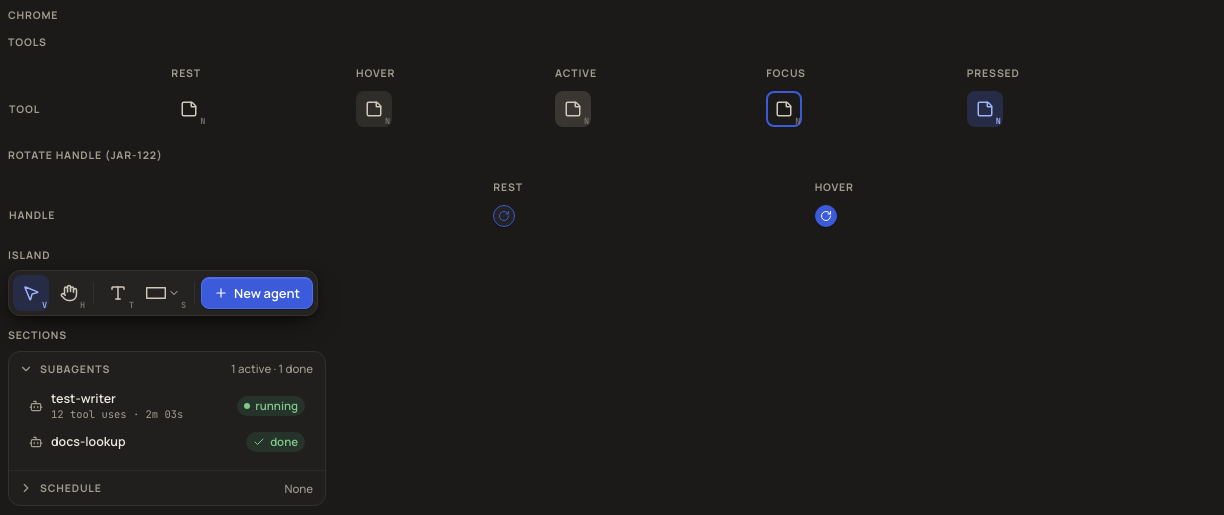 CHROME
TOOLS
REST HOVER ACTIVE FOCUS PRESSED
TOOL N N N N N
ROTATE HANDLE (JAR-122)
REST HOVER
HANDLE
ISLAND
V H T S + New agent
SECTIONS
SUBAGENTS 1 active · 1 done
test-writer running
12 tool uses · 2m 03s
docs-lookup done
SCHEDULE None